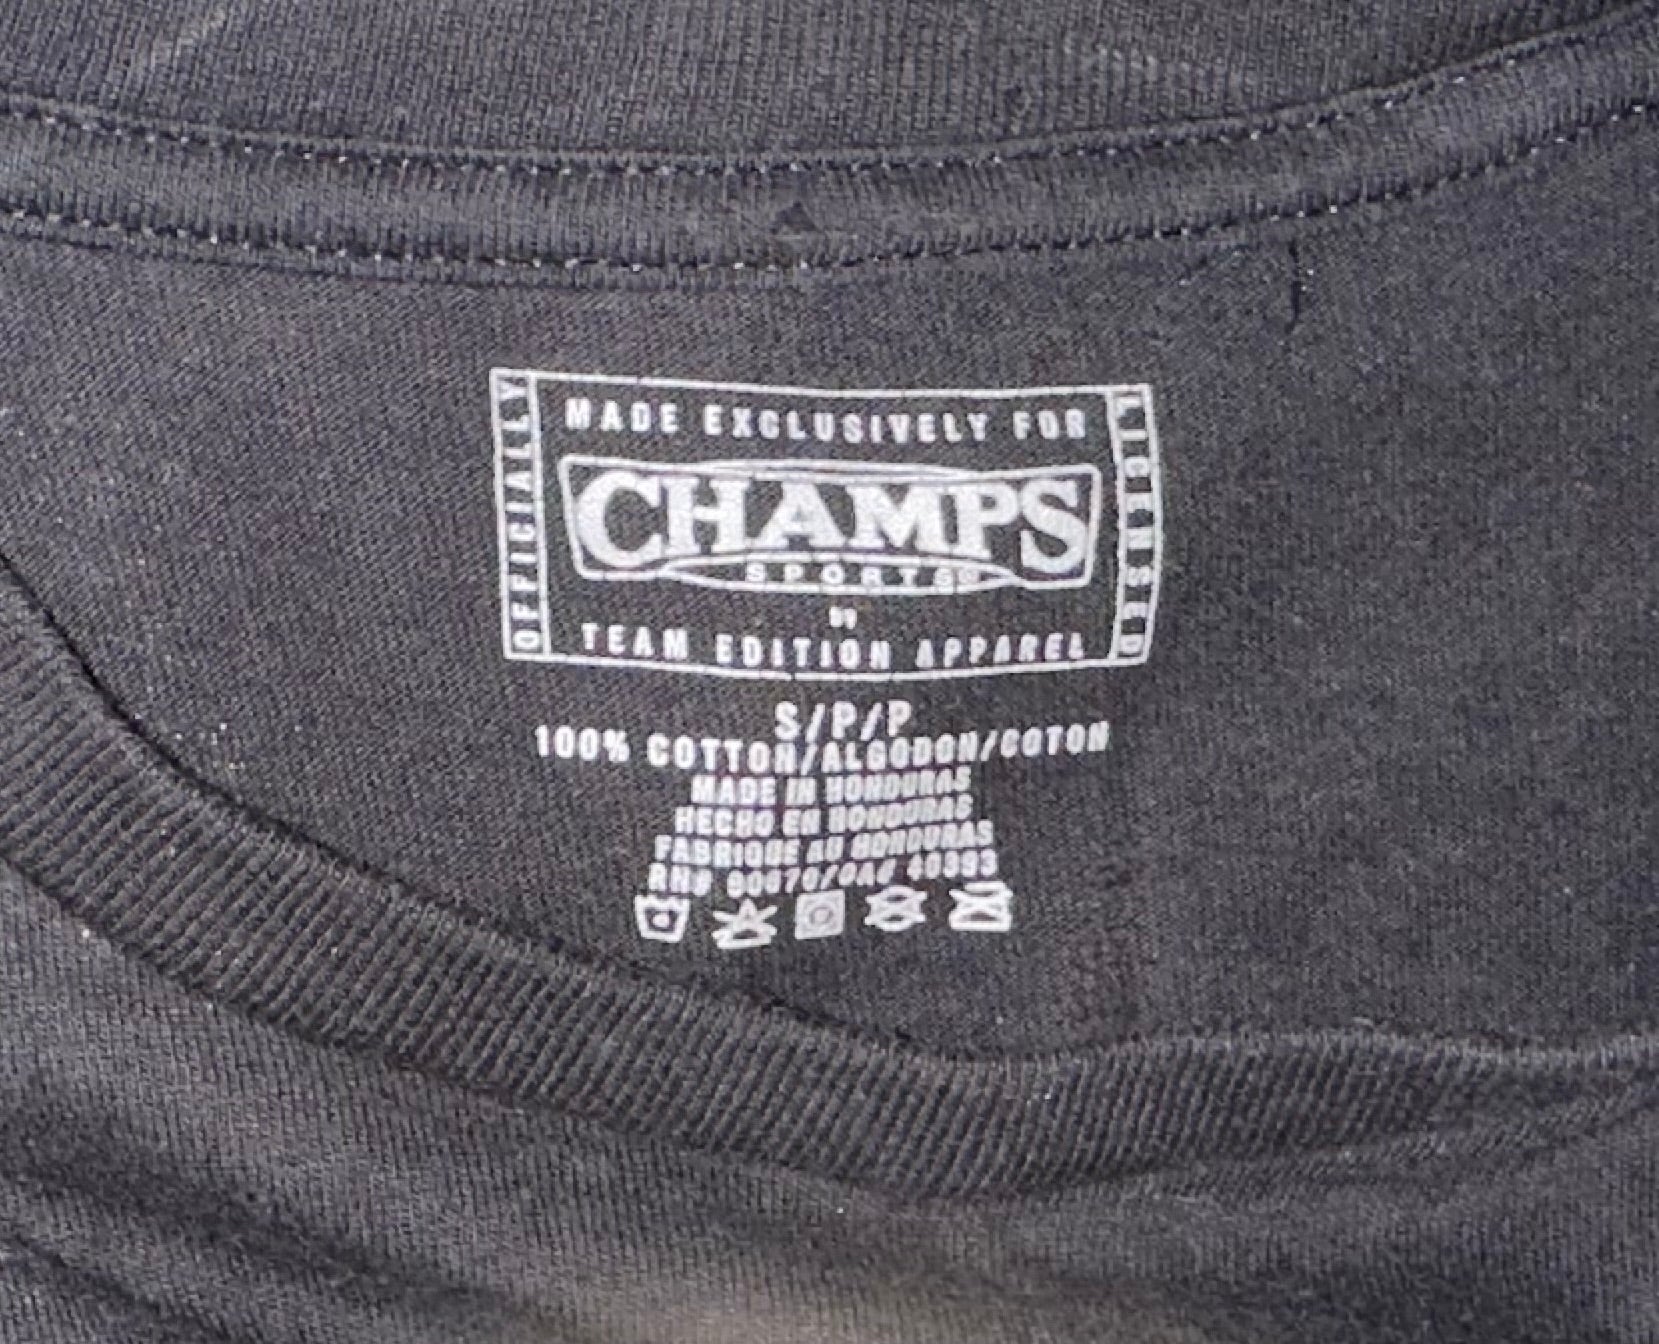 MADE EXCLUSIVELY FOR
OFFICIALLY
CHAMPS
SPORTS
LICENSED
BY
TEAM EDITION APPAREL
S/P/P
100% COTTON/ALGODON/COTON
MADE IN HONDURAS
HECHO EN HONDURAS
FABRIQUE AU HONDURAS
RN#